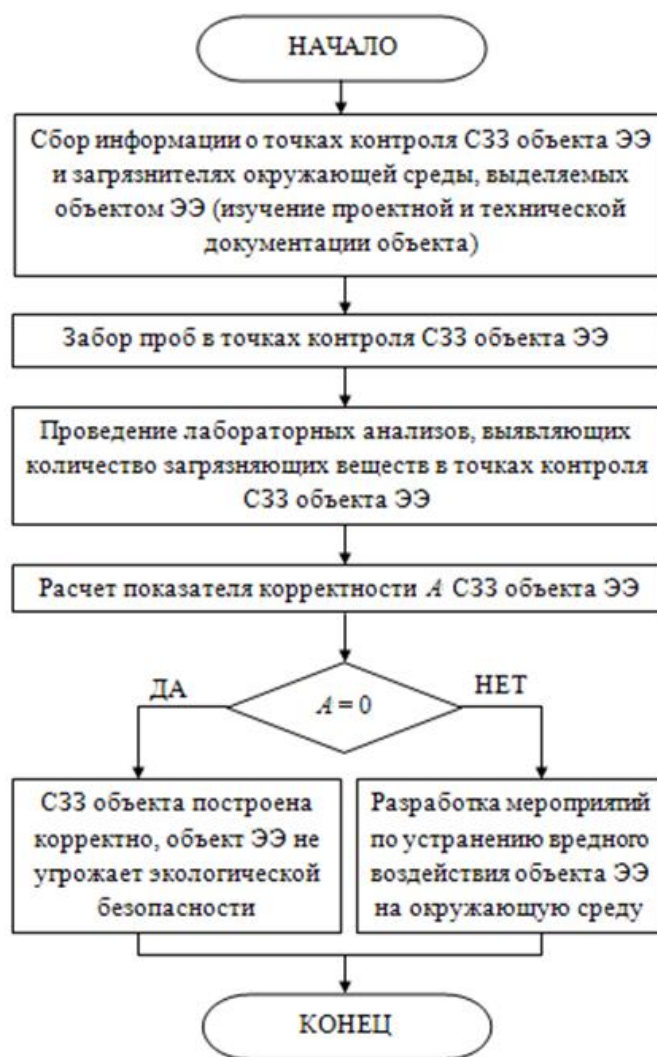 НАЧАЛО
Сбор информации о точках контроля СЗЗ объекта ЭЭ
и загрязнителях окружающей среды, выделяемых
объектом ЭЭ (изучение проектной и технической
документации объекта)
Забор проб в точках контроля СЗЗ объекта ЭЭ
Проведение лабораторных анализов, выявляющих
количество загрязняющих веществ в точках контроля
СЗЗ объекта ЭЭ
Расчет показателя корректности A СЗЗ объекта ЭЭ
A = 0
ДА
НЕТ
СЗЗ объекта построена
корректно, объект ЭЭ не
угрожает экологической
безопасности
Разработка мероприятий
по устранению вредного
воздействия объекта ЭЭ
на окружающую среду
КОНЕЦ